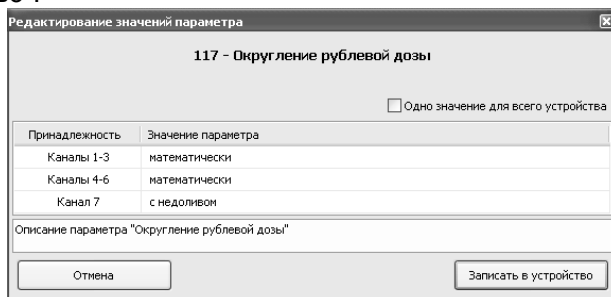 Редактирование значений параметра
117 - Округление рублевой дозы
Одно значение для всего устройства
Принадлежность Значение параметра
Каналы 1-3 математически
Каналы 4-6 математически
Канал 7 с недоливом
Описание параметра "Округление рублевой дозы"
Отмена Записать в устройство